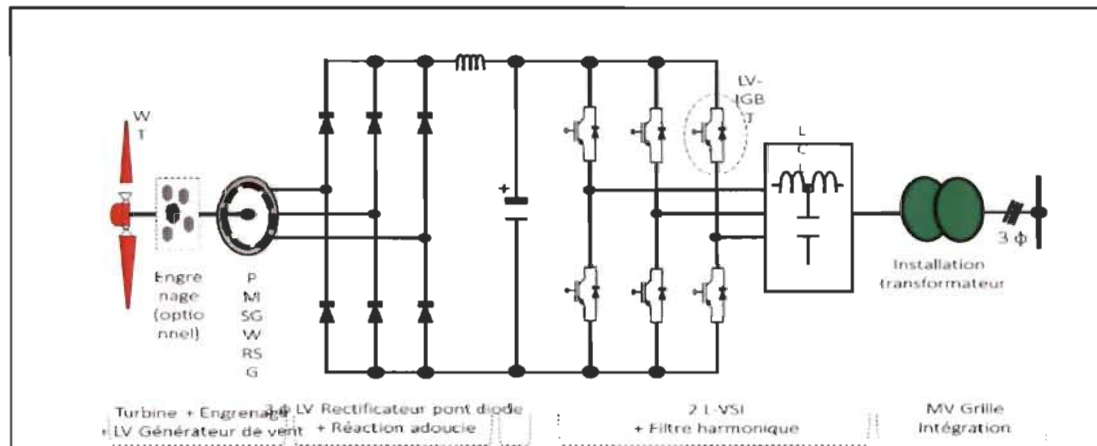 W
T
LV-
IGB
T
L
C
L
+
3 ф
Engre
nage
(optio
nnel)
P
MI
SG
W
RS
G
Installation
transformateur
Turbine + Engrenage
+ LV Générateur de vent
3 ф LV Rectificateur pont diode
+ Réaction adoucie
2 L-VSI
+ Filtre harmonique
MV Grille
Intégration